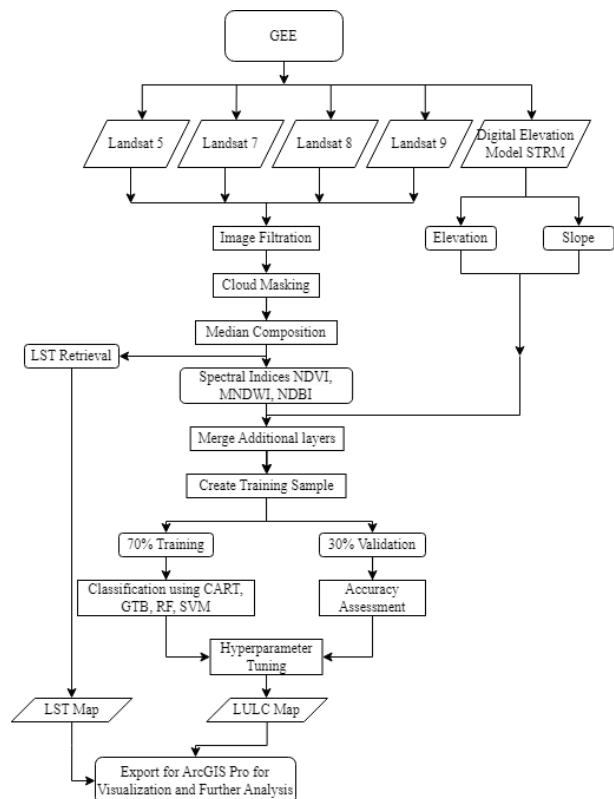 GEE
Landsat 5
Landsat 7
Landsat 8
Landsat 9
Digital Elevation
Model STRM
Image Filtration
Elevation
Slope
Cloud Masking
Median Composition
LST Retrieval
Spectral Indices NDVI,
MNDWI, NDBI
Merge Additional layers
Create Training Sample
70% Training
30% Validation
Classification using CART,
GTB, RF, SVM
Accuracy
Assessment
Hyperparameter
Tuning
LST Map
LULC Map
Export for ArcGIS Pro for
Visualization and Further Analysis